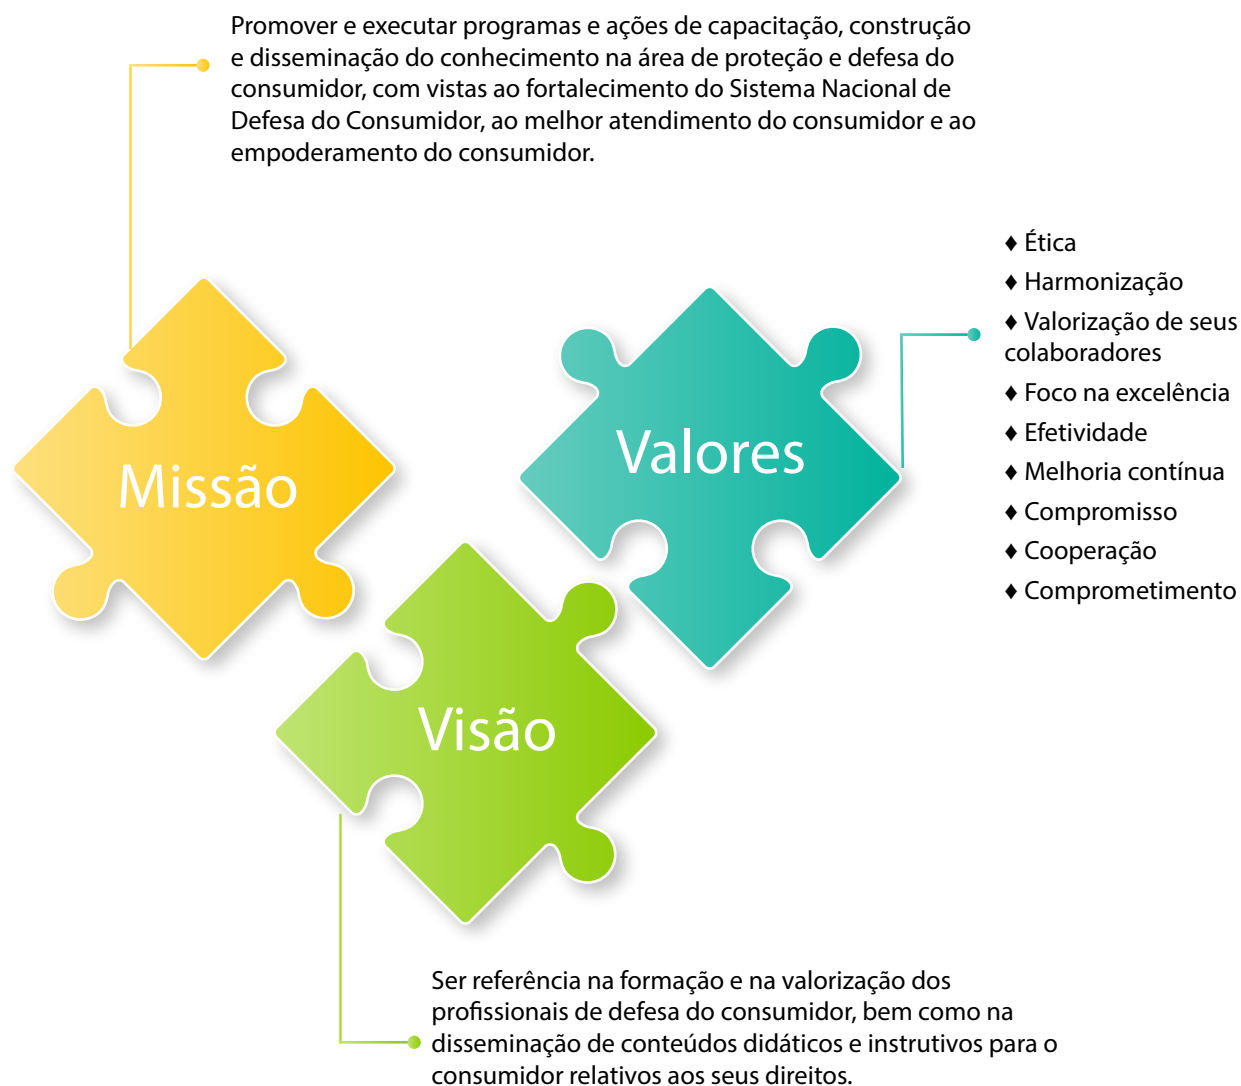 Promover e executar programas e ações de capacitação, construção
e disseminação do conhecimento na área de proteção e defesa do
consumidor, com vistas ao fortalecimento do Sistema Nacional de
Defesa do Consumidor, ao melhor atendimento do consumidor e ao
empoderamento do consumidor.
Missão
Valores
♦ Ética
♦ Harmonização
♦ Valorização de seus
colaboradores
♦ Foco na excelência
♦ Efetividade
♦ Melhoria contínua
♦ Compromisso
♦ Cooperação
♦ Comprometimento
Visão
Ser referência na formação e na valorização dos
profissionais de defesa do consumidor, bem como na
disseminação de conteúdos didáticos e instrutivos para o
consumidor relativos aos seus direitos.